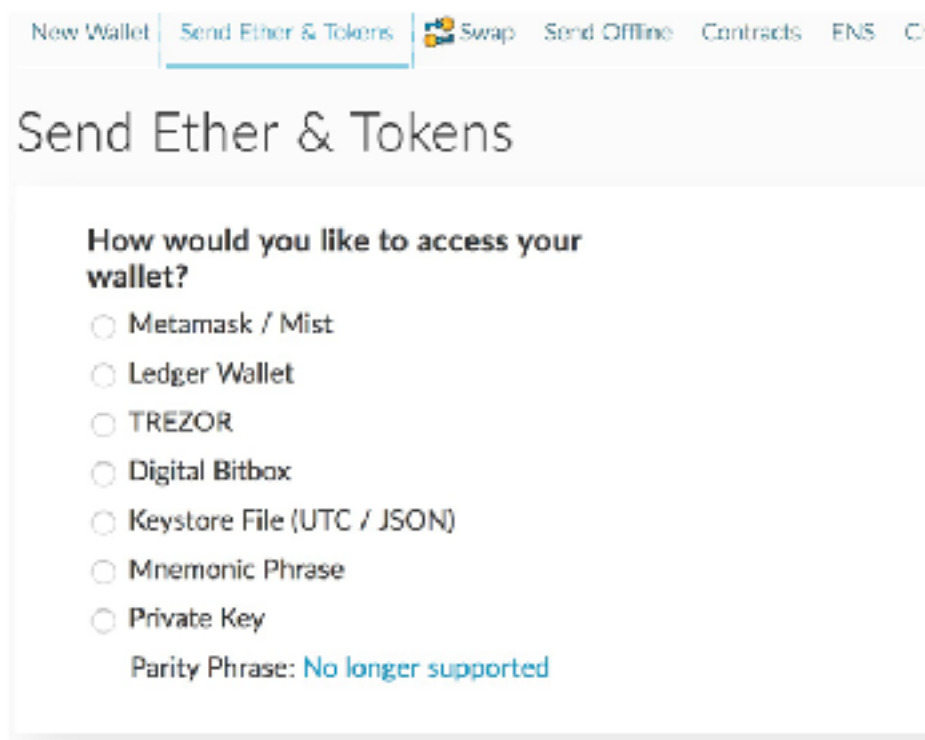 New Wallet Send Ether & Tokens Swap Send Offline Contracts ENS
Send Ether & Tokens
How would you like to access your
wallet?
Metamask / Mist
Ledger Wallet
TREZOR
Digital Bitbox
Keystore File (UTC / JSON)
Mnemonic Phrase
Private Key
Parity Phrase: No longer supported